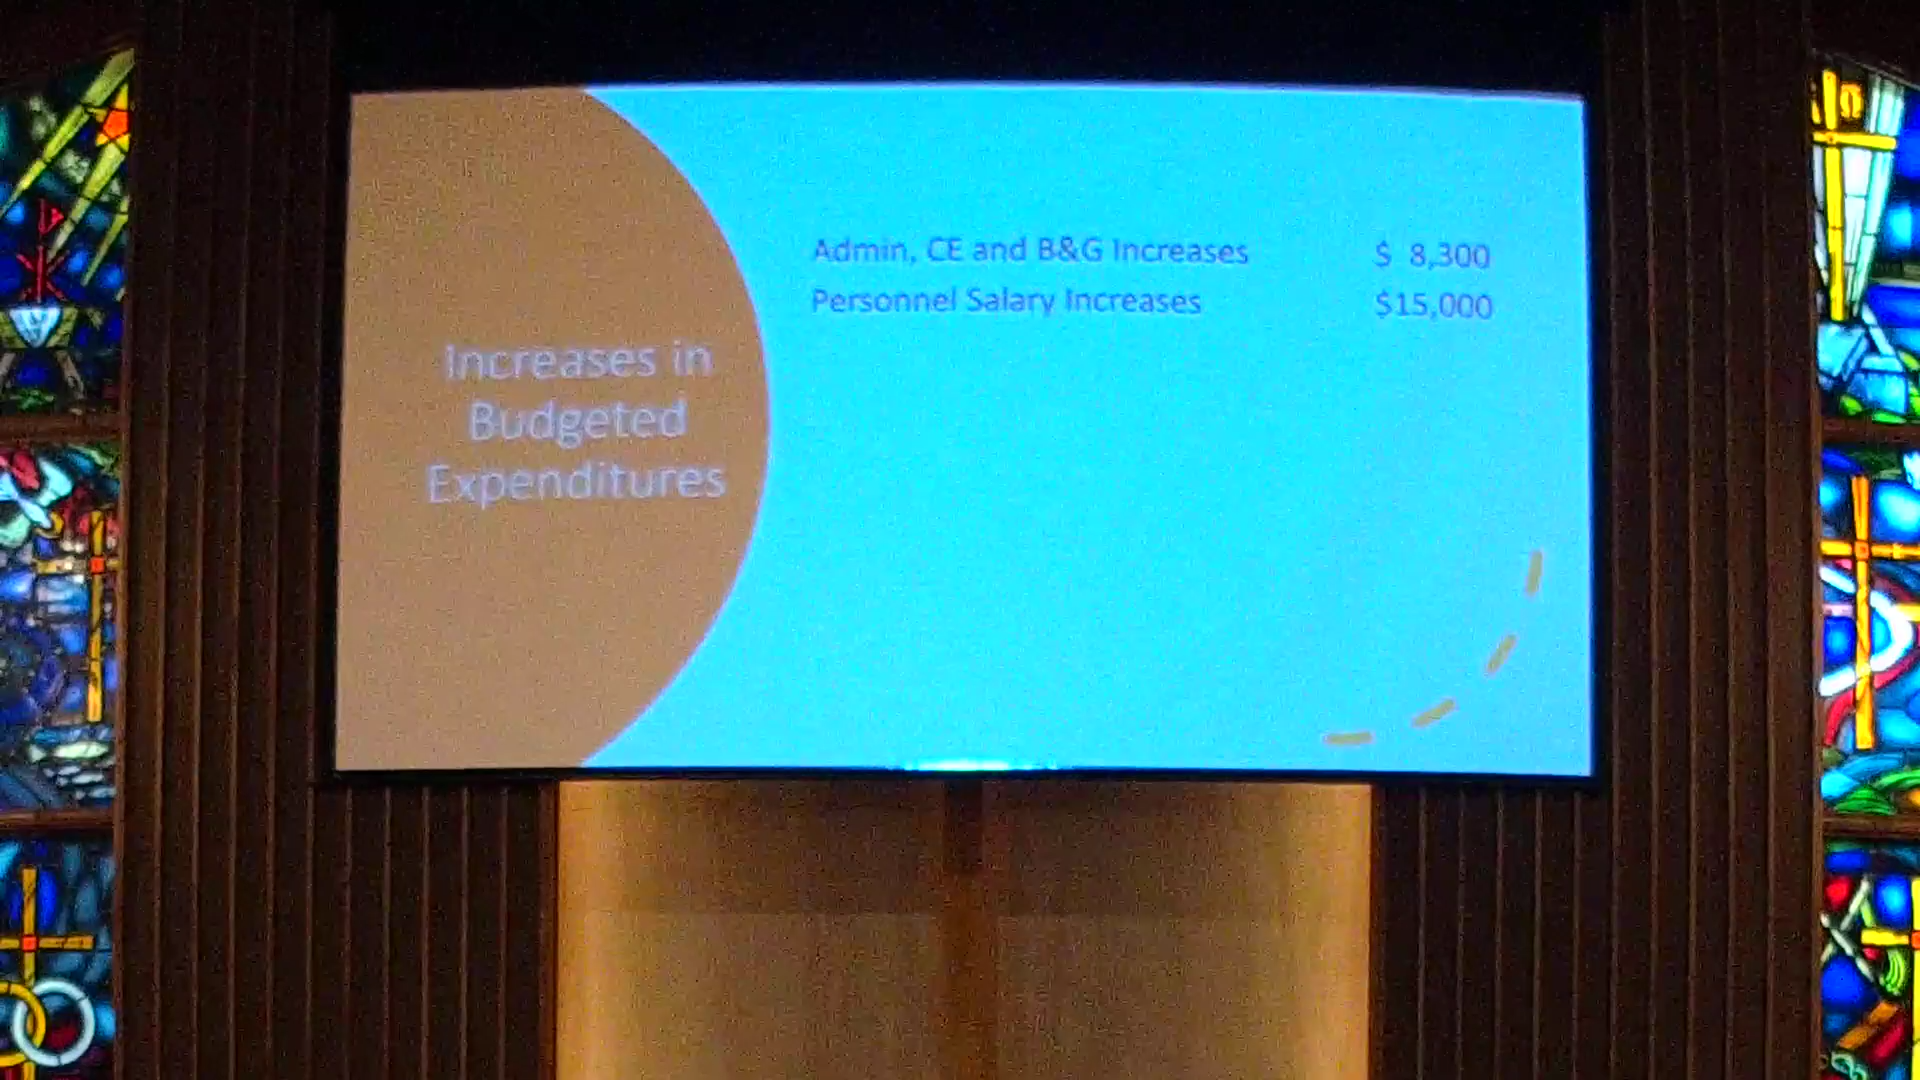 Increases in
Budgeted
Expenditures
Admin, CE and B&G Increases $ 8,300
Personnel Salary Increases $15,000